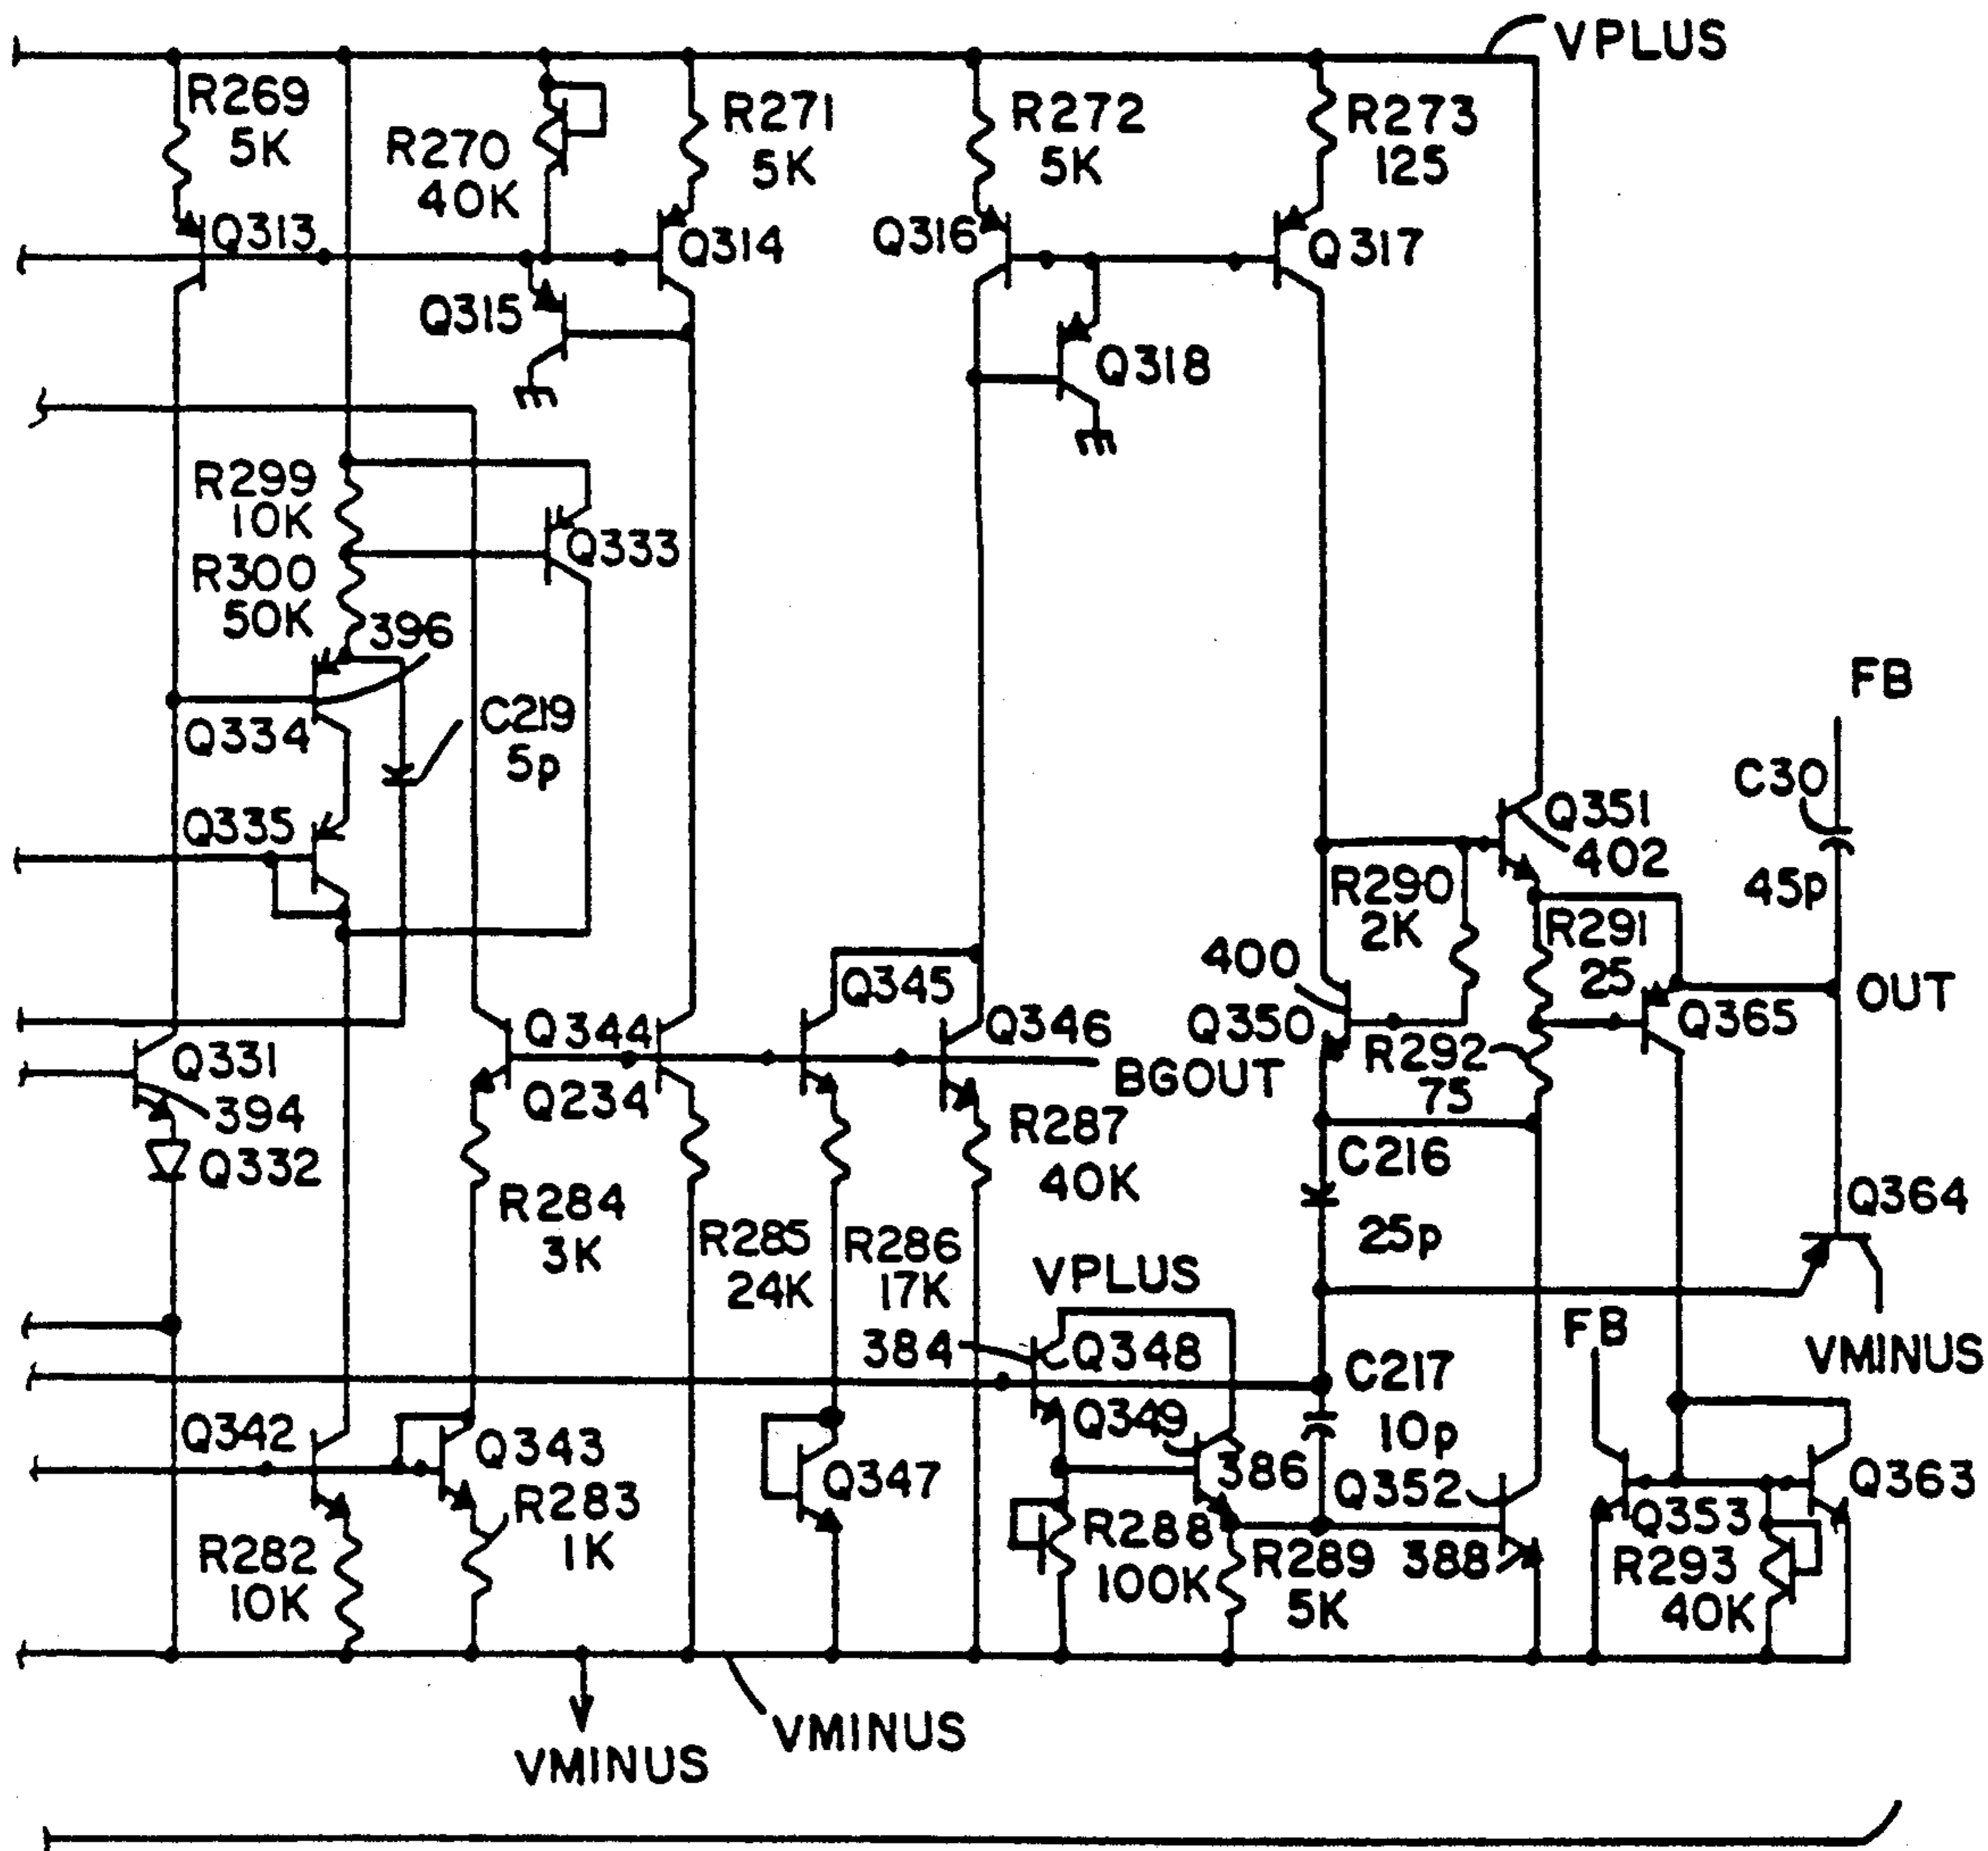 VPLUS
R269
5K
R270
40K
R271
5K
R272
5K
R273
125
Q313
Q314
Q316
Q317
Q315
Q318
R299
10K
Q333
R300
50K
396
FB
Q334
C219
5p
C30
45p
Q335
Q351
402
R290
2K
R291
25
400
Q345
OUT
Q344
Q346
Q350
Q365
Q331
Q234
BGOUT
R292
75
394
R287
40K
Q332
C216
25p
R284
3K
Q364
R285
24K
R286
17K
VPLUS
FB
VMINUS
384
Q348
C217
10p
Q342
Q343
Q349
386
Q347
Q352
Q363
R283
1K
Q353
R282
10K
R288
100K
R289
5K
388
R293
40K
VMINUS
VMINUS